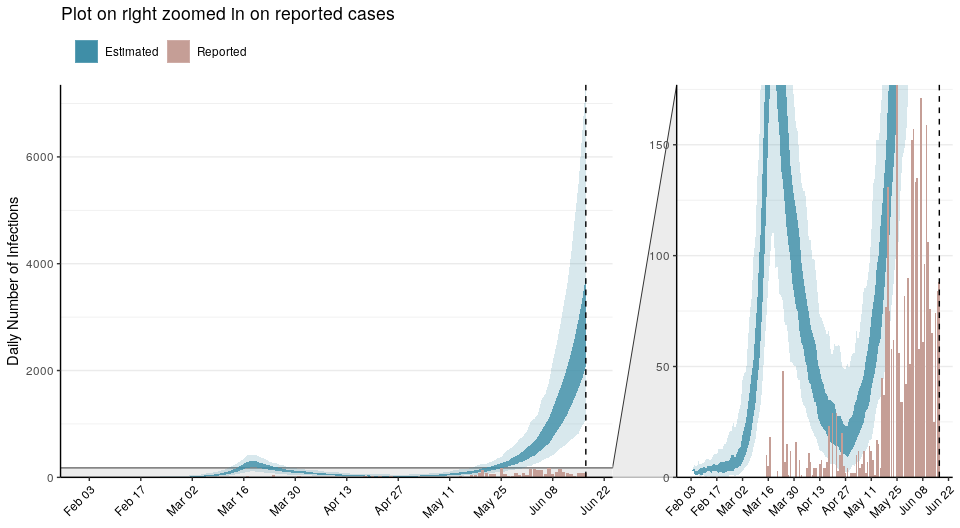 Plot on right zoomed in on reported cases
Estimated Reported
Daily Number of Infections
6000
4000
2000
0
Feb 03 Feb 17 Mar 02 Mar 16 Mar 30 Apr 13 Apr 27 May 11 May 25 Jun 08 Jun 22
150
100
50
0
Feb 03 Feb 17 Mar 02 Mar 16 Mar 30 Apr 13 Apr 27 May 11 May 25 Jun 08 Jun 22